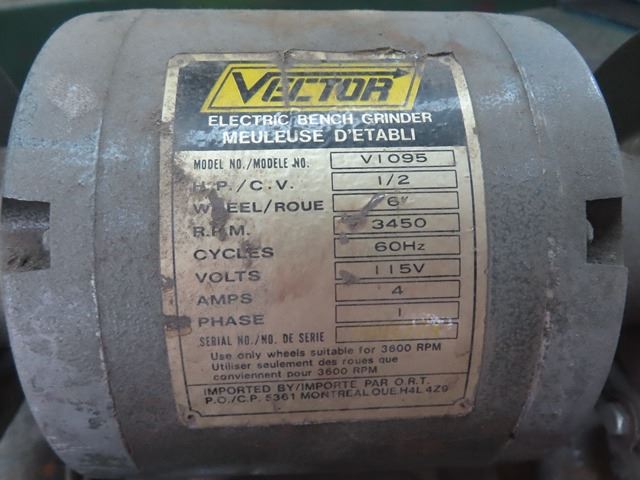 VECTOR
ELECTRIC BENCH GRINDER
MEULEUSE D'ETABLI
MODEL NO./MODELE NO. V1095
H.P./C.V. 1/2
WHEEL/ROUE 6"
R.P.M. 3450
CYCLES 60Hz
VOLTS 115V
AMPS 4
PHASE 1
SERIAL NO./NO. DE SERIE
Use only wheels suitable for 3600 RPM
Utiliser seulement des roues que
conviennent pour 3600 RPM
IMPORTED BY/IMPORTE PAR O.R.T.
P.O./C.P. 5361 MONTREAL QUE. H4L 4Z9